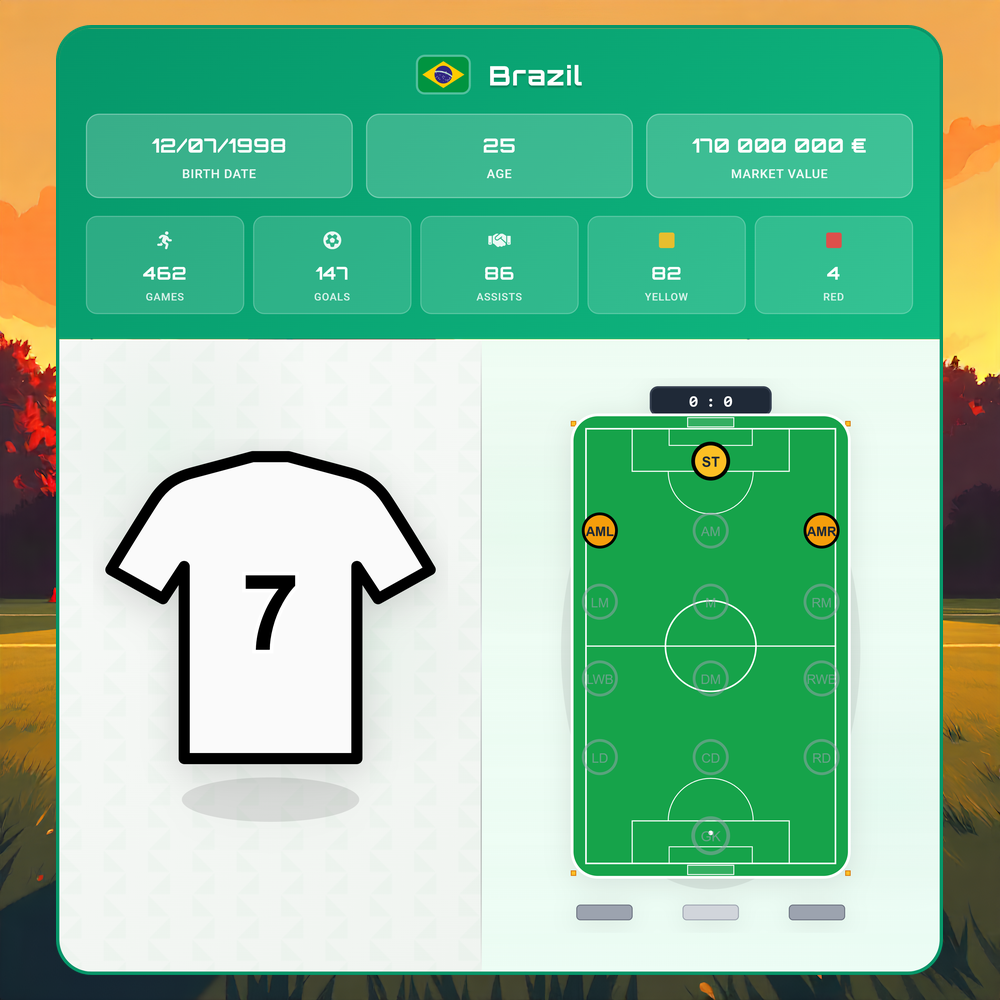 Brazil
12/07/1998
BIRTH DATE
25
AGE
170 000 000 €
MARKET VALUE
462
GAMES
147
GOALS
86
ASSISTS
82
YELLOW
4
RED
7
0 : 0
ST
AML
AM
AMR
LM
M
RM
LWB
DM
RWB
LD
CD
RD
GK